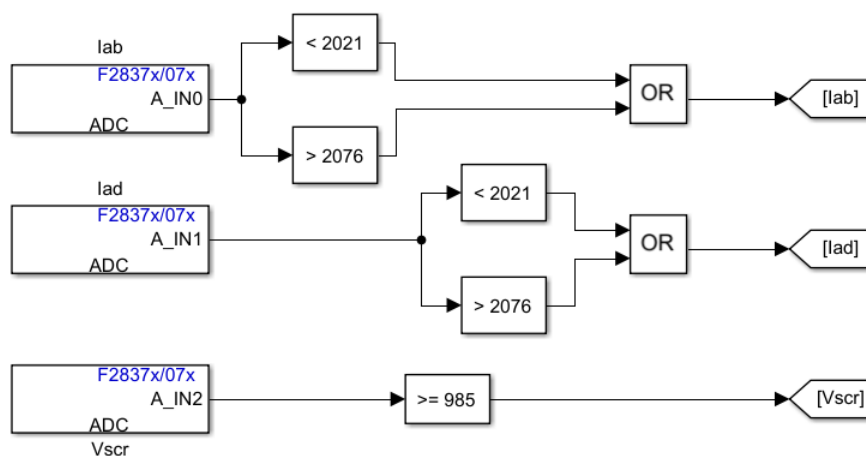 Iab
F2837x/07x
A_IN0
ADC
< 2021
> 2076
OR
[Iab]
Iad
F2837x/07x
A_IN1
ADC
< 2021
> 2076
OR
[Iad]
F2837x/07x
A_IN2
ADC
Vscr
>= 985
[Vscr]